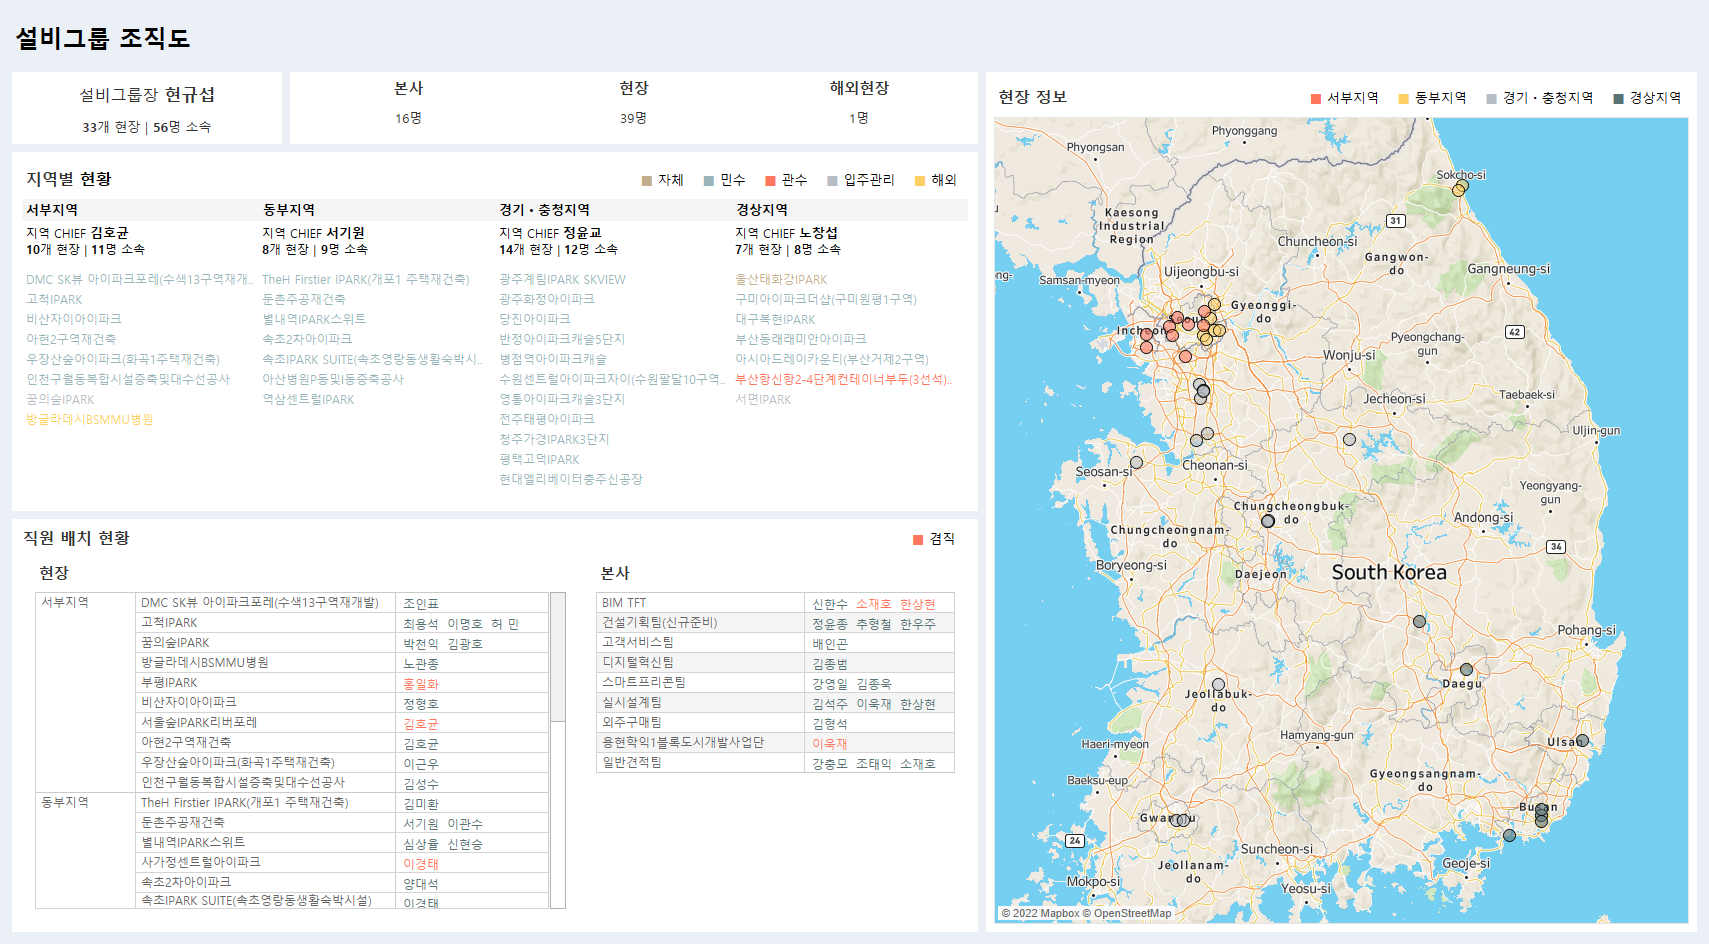 설비그룹 조직도
설비그룹장 현규섭
33개 현장 | 56명 소속
본사 현장 해외현장
16명 39명 1명
지역별 현황
자체 민수 관수 입주관리 해외
서부지역 동부지역 경기・충청지역 경상지역
지역 CHIEF 김호균 지역 CHIEF 서기원 지역 CHIEF 정윤교 지역 CHIEF 노창섭
10개 현장 | 11명 소속 8개 현장 | 9명 소속 14개 현장 | 12명 소속 7개 현장 | 8명 소속
DMC SK뷰 아이파크포레(수색13구역재개.. TheH Firstier IPARK(개포1 주택재건축) 광주계림IPARK SKVIEW 울산태화강IPARK
고척IPARK 둔촌주공재건축 광주화정아이파크 구미아이파크더샵(구미원평1구역)
비산자이아이파크 별내역IPARK스위트 당진아이파크 대구복현IPARK
아현2구역재건축 속초2차아이파크 반정아이파크캐슬5단지 부산동래래미안아이파크
우장산숲아이파크(화곡1주택재건축) 속초IPARK SUITE(속초영랑동생활숙박시.. 병점역아이파크캐슬 아시아드레이카운티(부산거제2구역)
인천구월동복합시설증축및대수선공사 아산병원P동및I동증축공사 수원센트럴아이파크자이(수원팔달10구역.. 부산항신항2-4단계컨테이너부두(3선석)..
꿈의숲IPARK 역삼센트럴IPARK 영통아이파크캐슬3단지 서면IPARK
방글라데시BSMMU병원 전주태평아이파크
청주가경IPARK3단지
평택고덕IPARK
현대엘리베이터충주신공장
직원 배치 현황
겸직
현장
서부지역 DMC SK뷰 아이파크포레(수색13구역재개발) 조인표
고척IPARK 최용석 이명호 허 민
꿈의숲IPARK 박천익 김광호
방글라데시BSMMU병원 노관종
부평IPARK 홍일화
비산자이아이파크 정형호
서울숲IPARK리버포레 김호균
아현2구역재건축 김호균
우장산숲아이파크(화곡1주택재건축) 이근우
인천구월동복합시설증축및대수선공사 김성수
동부지역 TheH Firstier IPARK(개포1 주택재건축) 김미환
둔촌주공재건축 서기원 이관수
별내역IPARK스위트 심상율 신현승
사가정센트럴아이파크 이경태
속초2차아이파크 양대석
속초IPARK SUITE(속초영랑동생활숙박시설) 이경태
본사
BIM TFT 신한수 소재호 한상현
건설기획팀(신규준비) 정윤종 추형철 한우주
고객서비스팀 배인곤
디지털혁신팀 김종범
스마트프리콘팀 강영일 김종욱
실시설계팀 김석주 이욱재 한상현
외주구매팀 김형석
용현학익1블록도시개발사업단 이욱재
일반견적팀 강충모 조태익 소재호
현장 정보
서부지역 동부지역 경기・충청지역 경상지역
Phyonggang
Phyongsan
Sokcho-si
Kaesong
Industrial
Region
31
Chuncheon-si
Gangwon-
do
Gangneung-si
Uijeongbu-si
Samsan-myeon
Gyeonggi-
do
Incheon
42
Pyeongchang-
gun
Wonju-si
Jecheon-si
Taebaek-si
Uljin-gun
Seosan-si
Cheonan-si
Yeongyang-
gun
Chungcheongbuk-
do
Andong-si
Chungcheongnam-
do
34
Boryeong-si
Daejeon
South Korea
Pohang-si
Daegu
Jeollabuk-
do
Haeri-myeon
Hamyang-gun
Ulsan
Baeksu-eup
Gyeongsangnam-
do
Busan
Gwangju
24
Suncheon-si
Jeollanam-
do
Geoje-si
Mokpo-si
Yeosu-si
© 2022 Mapbox © OpenStreetMap